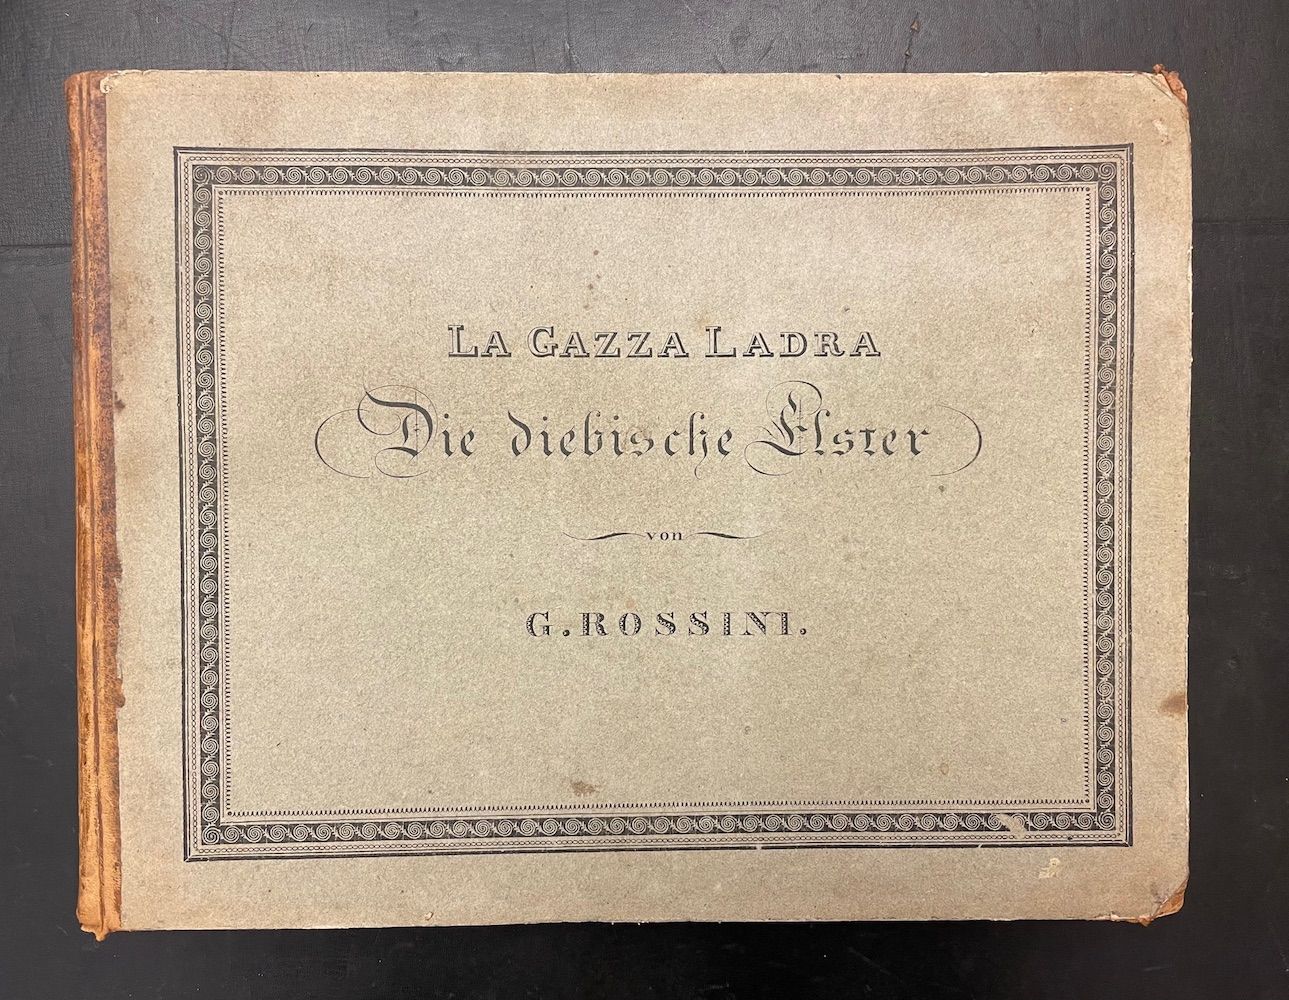 LA GAZZA LADRA
Die diebische Elster
von
G. ROSSINI.